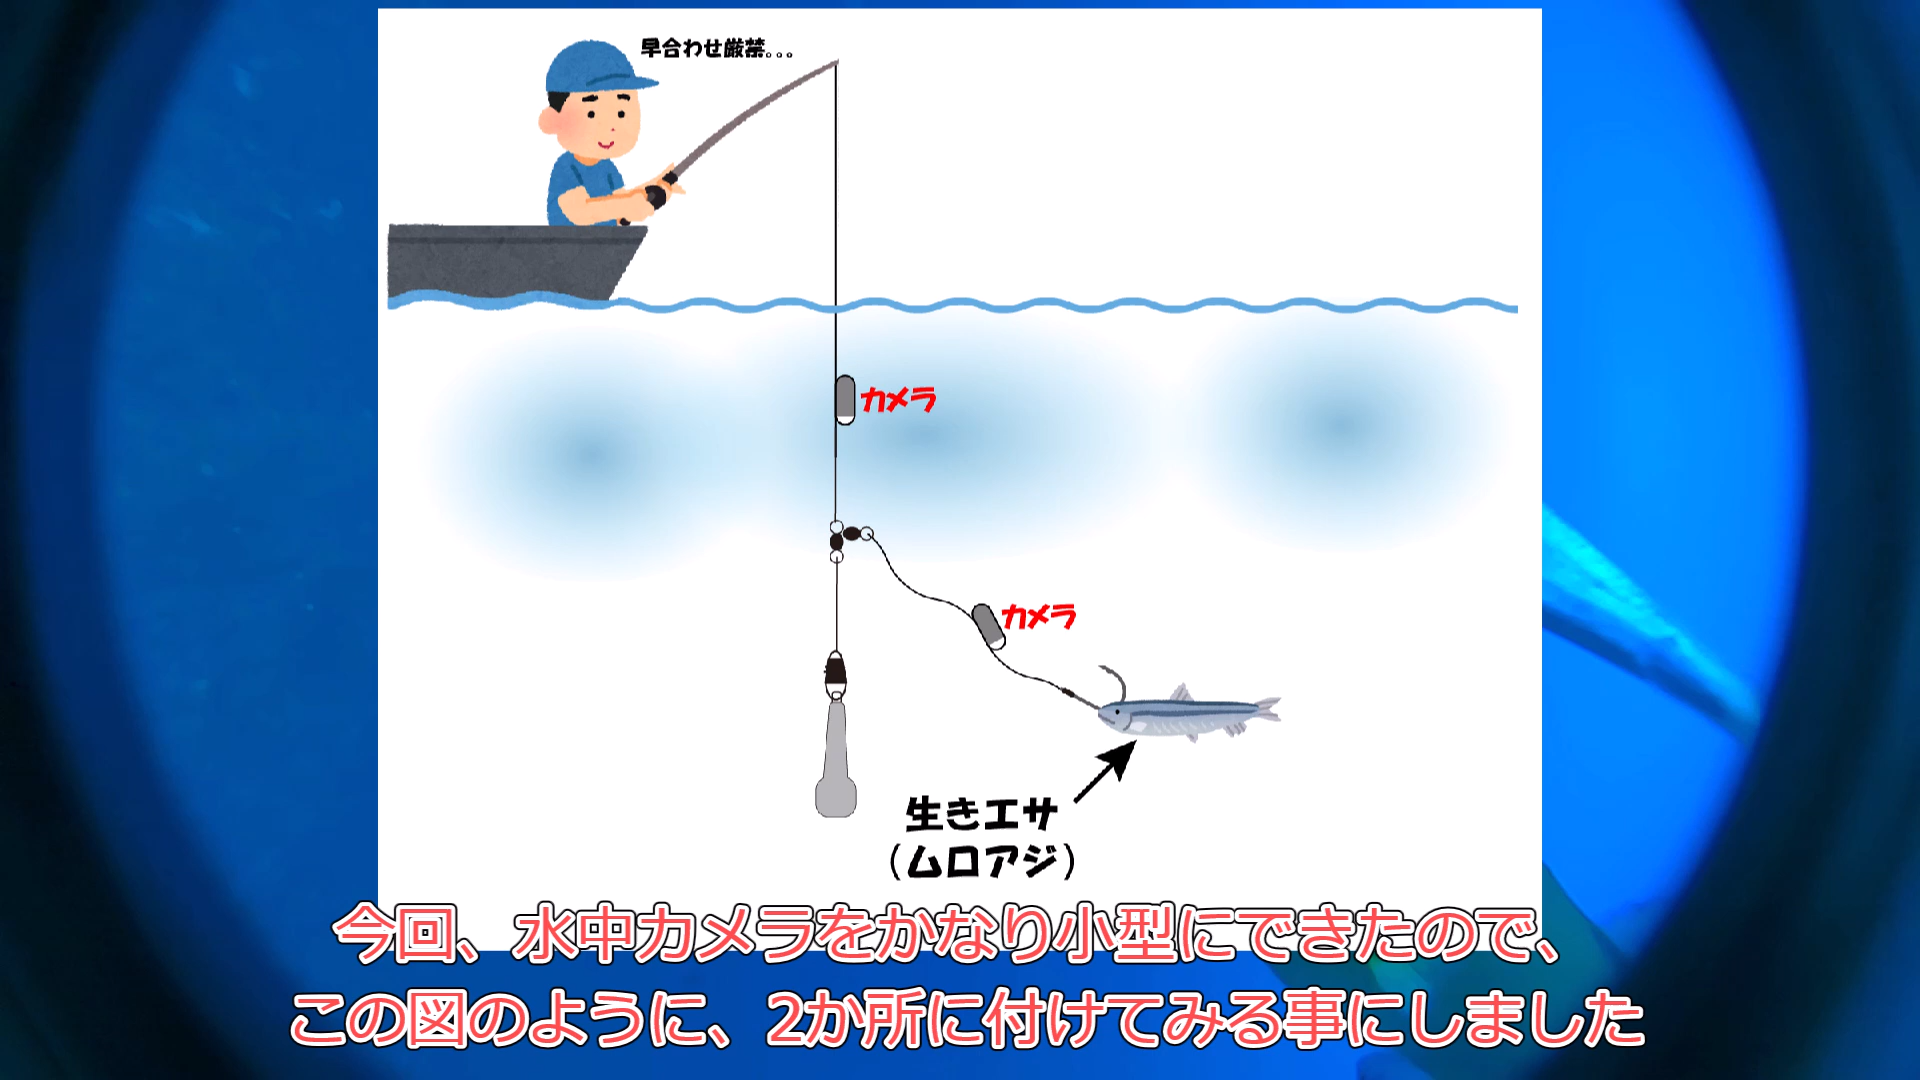 早合わせ厳禁。。。
カメラ
カメラ
生きエサ
（ムロアジ）
今回、水中カメラをかなり小型にできたので、
この図のように、2か所に付けてみる事にしました